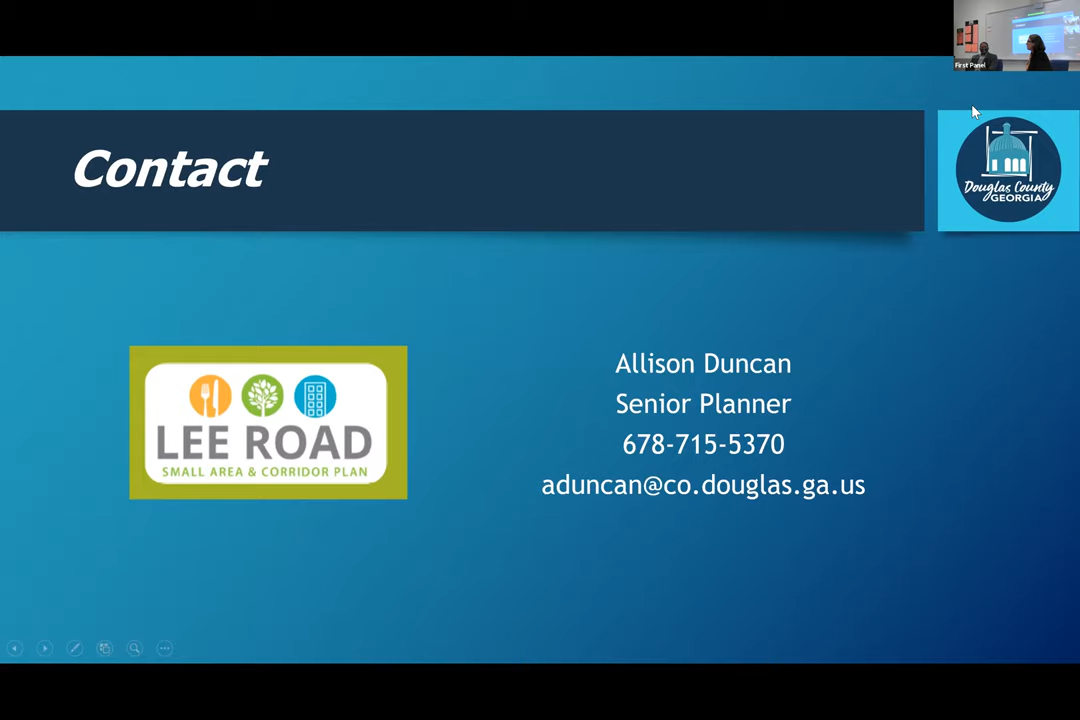 First Panel
Contact
Douglas County
GEORGIA
LEE ROAD
SMALL AREA & CORRIDOR PLAN
Allison Duncan
Senior Planner
678-715-5370
aduncan@co.douglas.ga.us